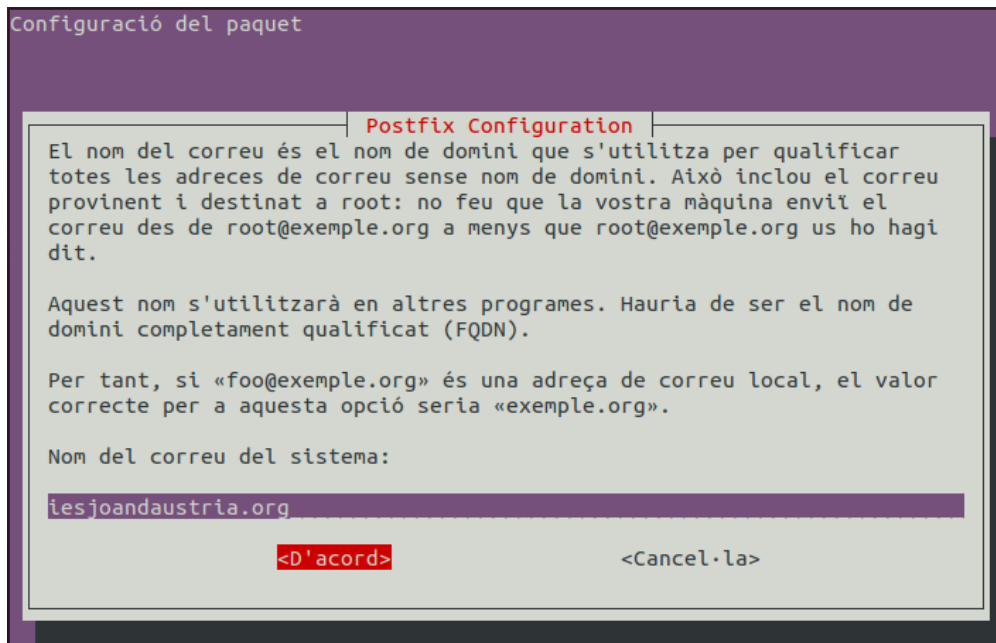 Configuració del paquet
Postfix Configuration
El nom del correu és el nom de domini que s'utilitza per qualificar
totes les adreces de correu sense nom de domini. Això inclou el correu
provinent i destinat a root: no feu que la vostra màquina enviï el
correu des de root@exemple.org a menys que root@exemple.org us ho hagi
dit.
Aquest nom s'utilitzarà en altres programes. Hauria de ser el nom de
domini completament qualificat (FQDN).
Per tant, si «foo@exemple.org» és una adreça de correu local, el valor
correcte per a aquesta opció seria «exemple.org».
Nom del correu del sistema:
iesjoandaustria.org
<D'acord> <Cancel·la>